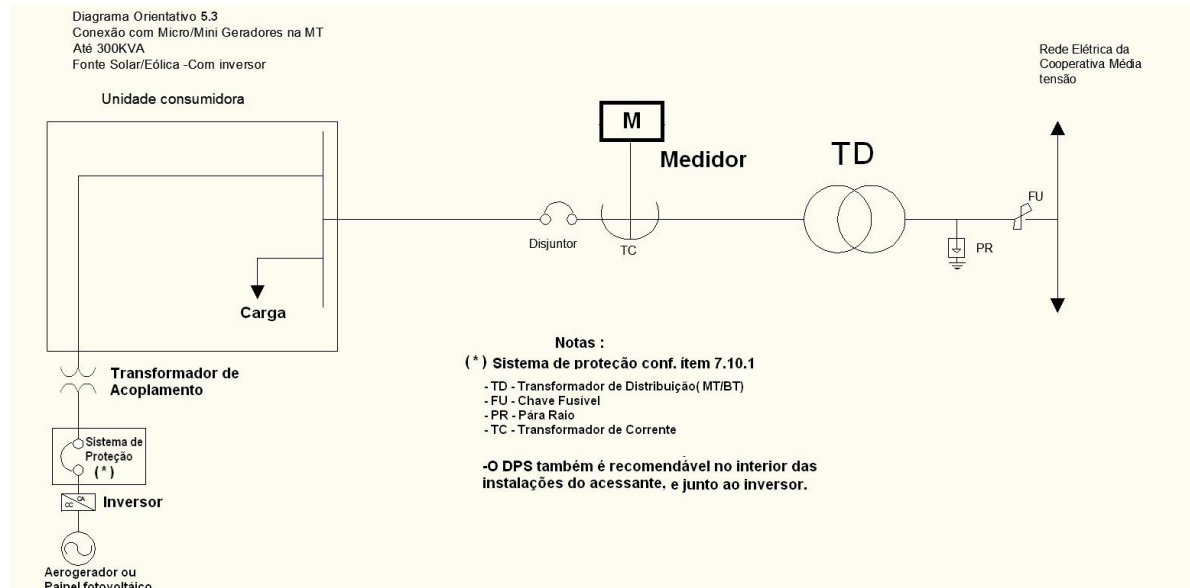 Diagrama Orientativo 5.3
Conexão com Micro/Mini Geradores na MT
Até 300KVA
Fonte Solar/Eólica -Com inversor
Unidade consumidora
Rede Elétrica da
Cooperativa Média
tensão
M
Medidor
TD
FU
Disjuntor
TC
PR
Carga
Transformador de
Acoplamento
Sistema de
Proteção
(*)
CA
CC
Inversor
Aerogerador ou
Painel fotovoltáico
Notas :
(*) Sistema de proteção conf. ítem 7.10.1
- TD - Transformador de Distribuição( MT/BT)
- FU - Chave Fusível
- PR - Pára Raio
- TC - Transformador de Corrente
-O DPS também é recomendável no interior das
instalações do acessante, e junto ao inversor.